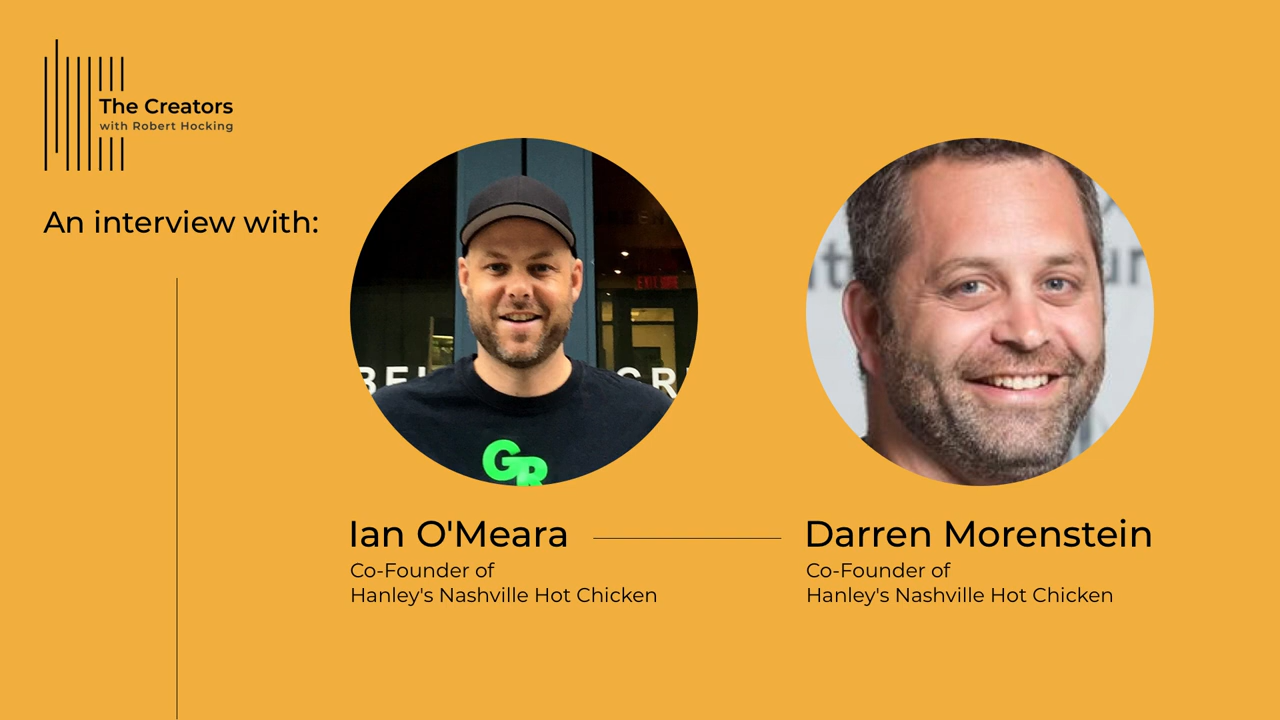 The Creators
with Robert Hocking
An interview with:
GR
Ian O'Meara
Co-Founder of
Hanley's Nashville Hot Chicken
Darren Morenstein
Co-Founder of
Hanley's Nashville Hot Chicken